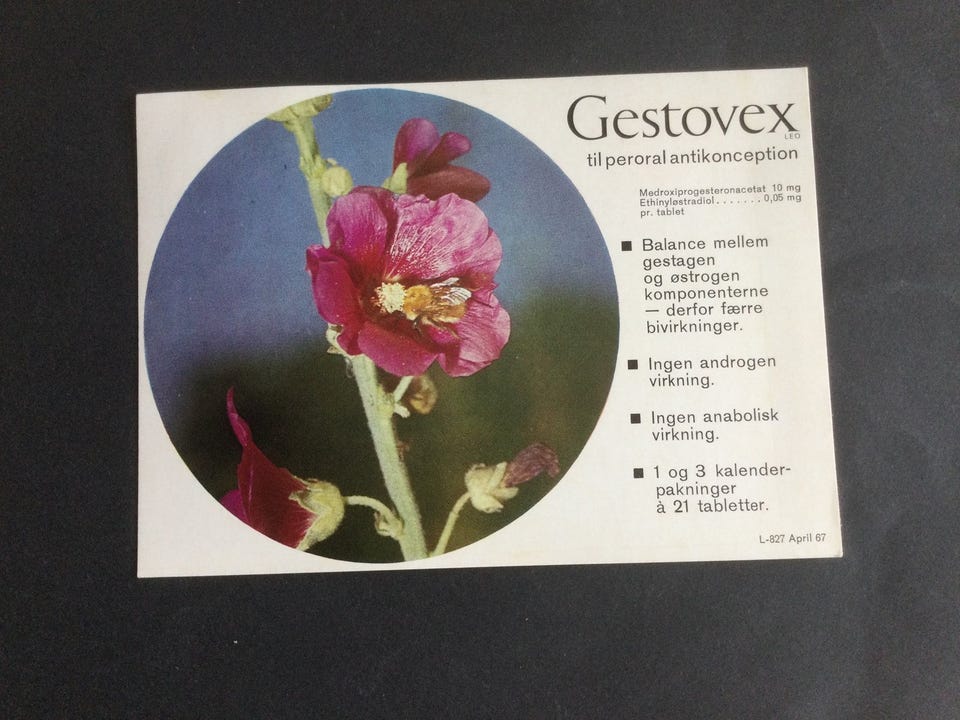 Gestovex
LEO
til peroral antikonception
Medroxiprogesteronacetat 10 mg
Ethinyløstradiol . . . . . . . 0,05 mg
pr. tablet
■ Balance mellem
gestagen
og østrogen
komponenterne
— derfor færre
bivirkninger.
■ Ingen androgen
virkning.
■ Ingen anabolisk
virkning.
■ 1 og 3 kalender-
pakninger
à 21 tabletter.
L-827 April 67